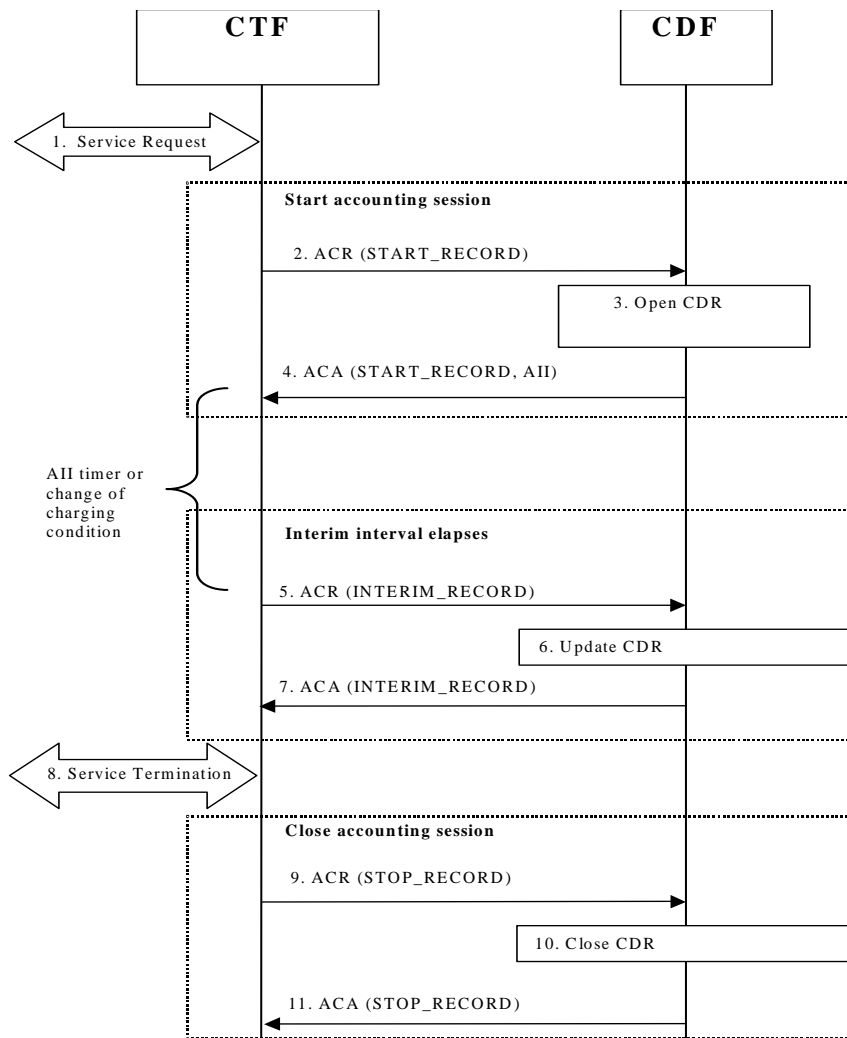 CTF
CDF
1. Service Request
Start accounting session
2. ACR (START_RECORD)
3. Open CDR
4. ACA (START_RECORD, AII)
AII timer or
change of
charging
condition
Interim interval elapses
5. ACR (INTERIM_RECORD)
6. Update CDR
7. ACA (INTERIM_RECORD)
8. Service Termination
Close accounting session
9. ACR (STOP_RECORD)
10. Close CDR
11. ACA (STOP_RECORD)